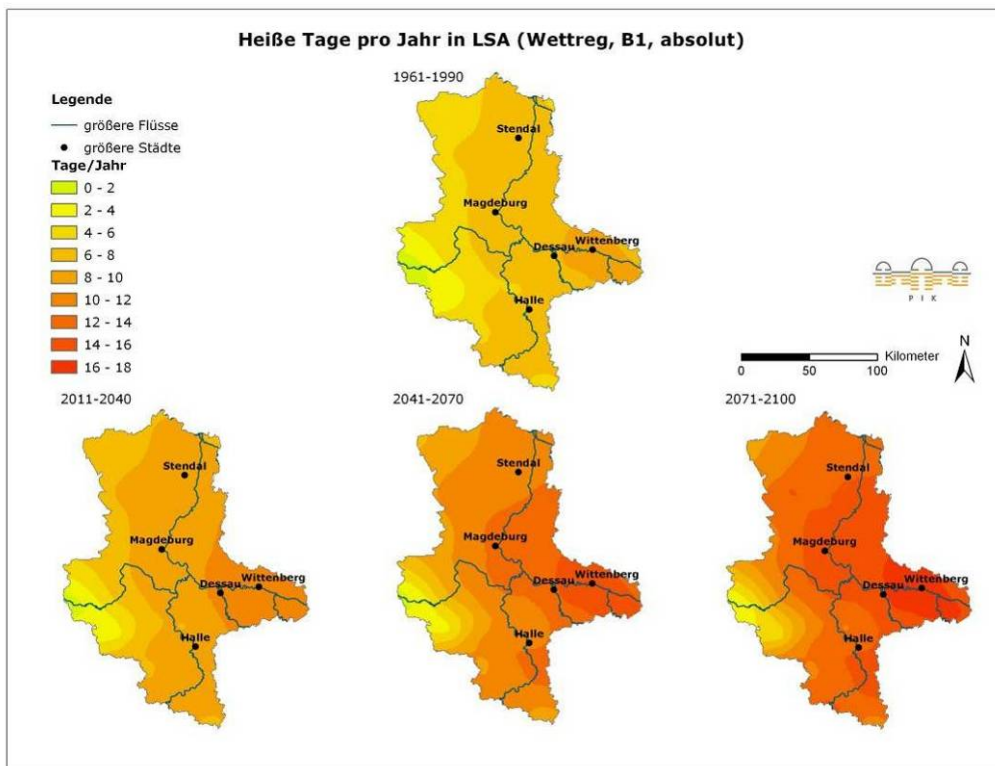 Heiße Tage pro Jahr in LSA (Wettreg, B1, absolut)
1961-1990
Legende
größere Flüsse
größere Städte
Tage/Jahr
0 - 2
2 - 4
4 - 6
6 - 8
8 - 10
10 - 12
12 - 14
14 - 16
16 - 18
Stendal
Magdeburg
Dessau
Wittenberg
Halle
P I K
N
Kilometer
0 50 100
2011-2040
Stendal
Magdeburg
Dessau
Wittenberg
Halle
2041-2070
Stendal
Magdeburg
Dessau
Wittenberg
Halle
2071-2100
Stendal
Magdeburg
Dessau
Wittenberg
Halle